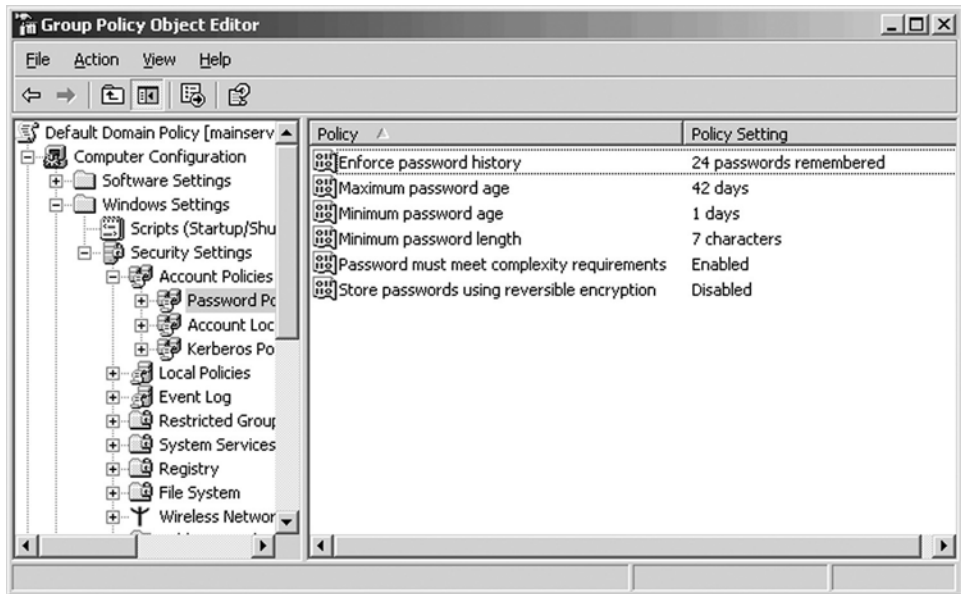 Group Policy Object Editor
File Action View Help
Default Domain Policy [mainserv
Computer Configuration
Software Settings
Windows Settings
Scripts (Startup/Shu
Security Settings
Account Policies
Password Po
Account Loc
Kerberos Po
Local Policies
Event Log
Restricted Group
System Services
Registry
File System
Wireless Networ
Policy Policy Setting
Enforce password history 24 passwords remembered
Maximum password age 42 days
Minimum password age 1 days
Minimum password length 7 characters
Password must meet complexity requirements Enabled
Store passwords using reversible encryption Disabled